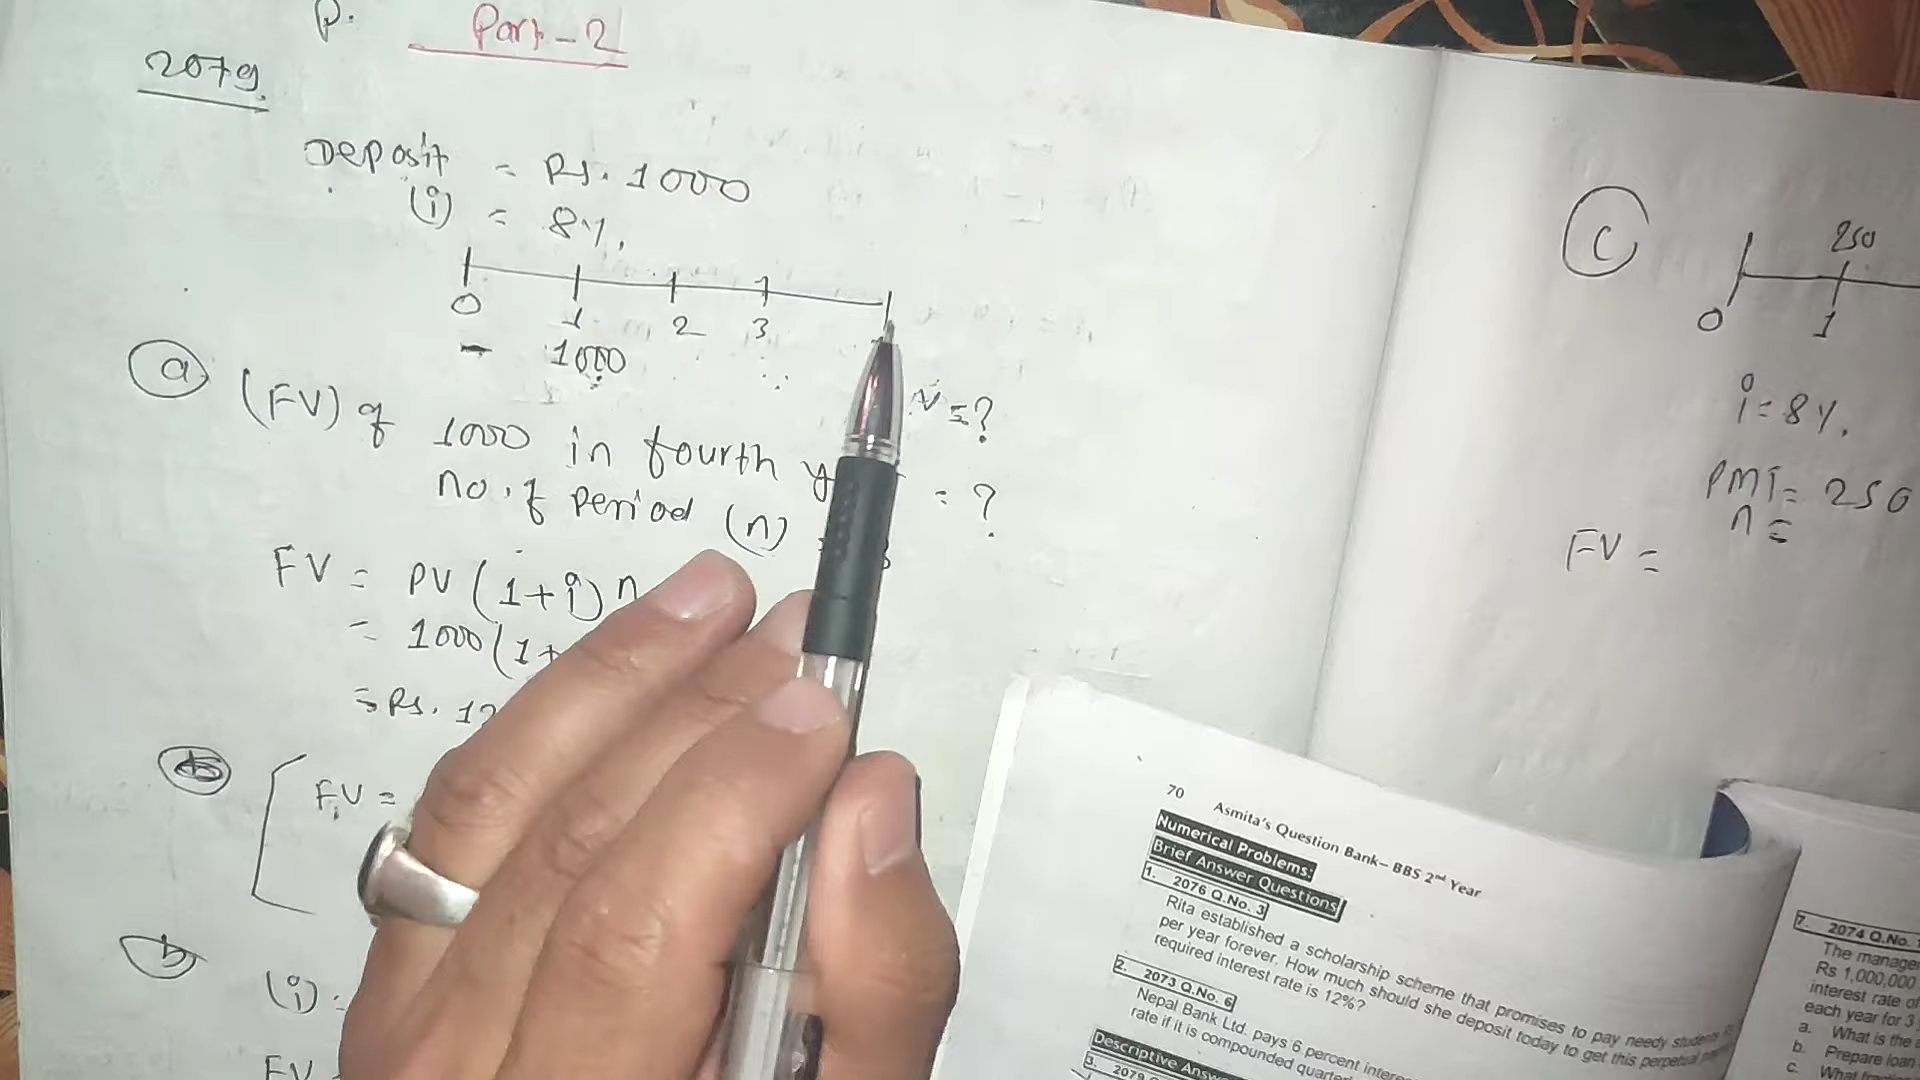 P.
Part-2
2079.
Deposit = Rs. 1000
(i) = 8%.
0 1 2 3
- 1000
V=?
(a) (FV) of 1000 in fourth = ?
no. of period (n)
FV = PV (1+i) n
= 1000 (1+
= Rs. 12
FV =
b
(i)
FV
C
250
0 1
i = 8%.
PMT = 250
n =
FV =
70 Asmita's Question Bank– BBS 2nd Year
Numerical Problems:
Brief Answer Questions
1. 2076 Q.No. 3
Rita established a scholarship scheme that promises to pay needy students
per year forever. How much should she deposit today to get this perpetual
required interest rate is 12%?
2. 2073 Q.No. 6
Nepal Bank Ltd. pays 6 percent
rate if it is compounded
Descriptive
3. 2079
7. 2074 Q.No.
The
Rs 1,000,000
interest rate of
each year for 3
a. What is the
b. Prepare loan
c. What